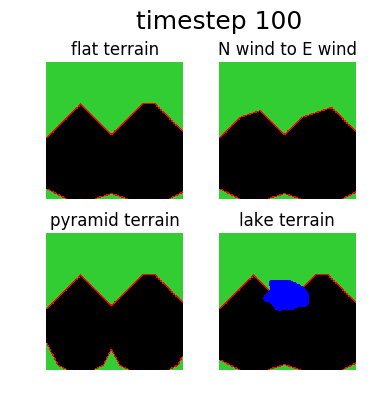 timestep 100
flat terrain
N wind to E wind
pyramid terrain
lake terrain